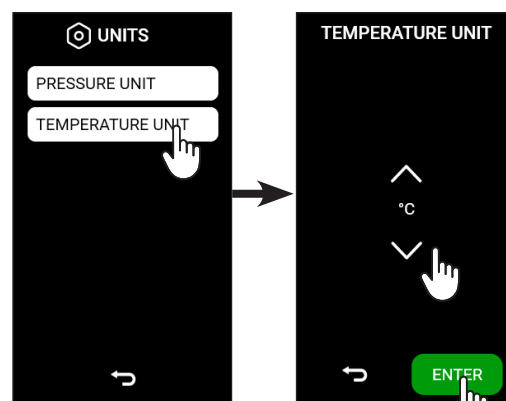 UNITS
PRESSURE UNIT
TEMPERATURE UNIT
TEMPERATURE UNIT
°C
ENTER